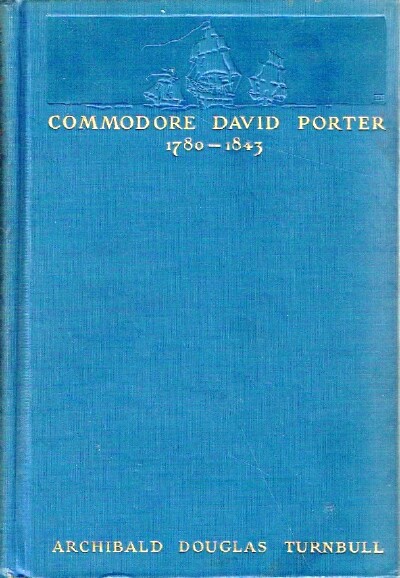 COMMODORE DAVID PORTER
1780–1843
ARCHIBALD DOUGLAS TURNBULL